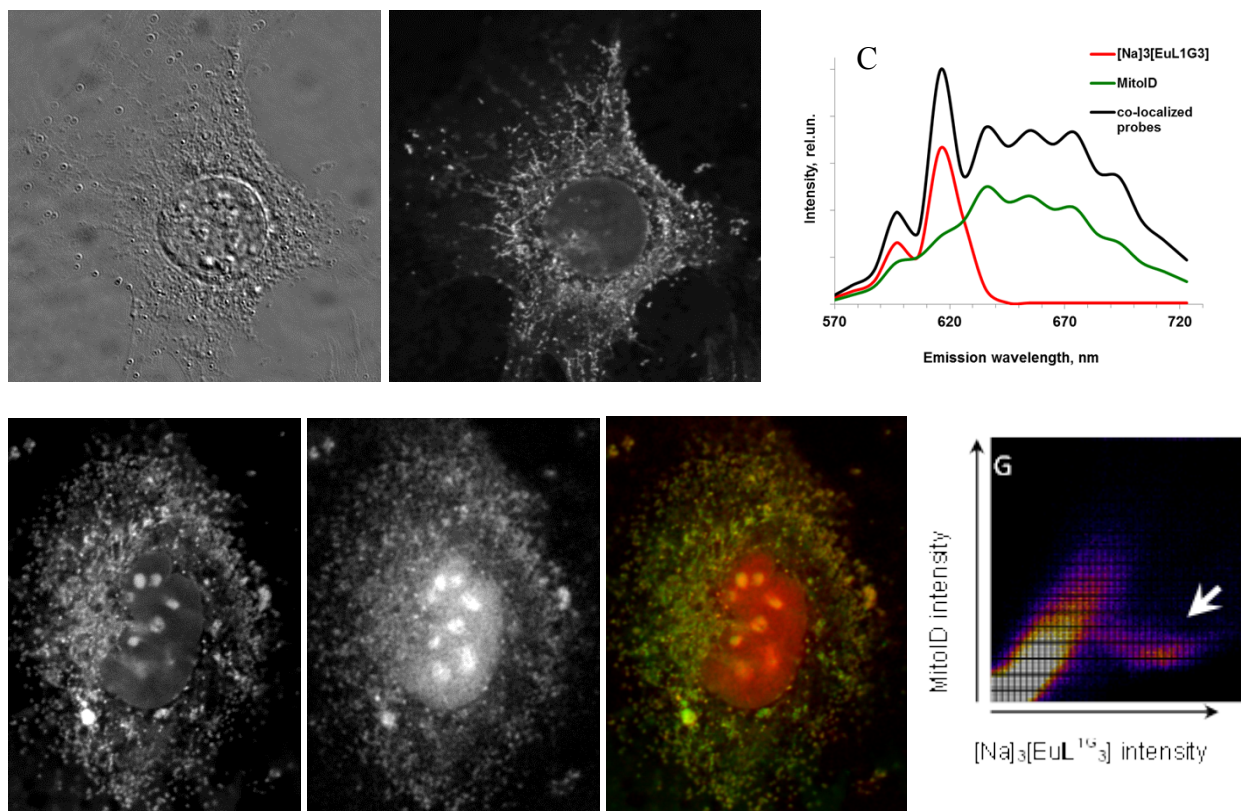 C
[Na]3[EuL1G3]
MitoID
co-localized
probes
Intensity, rel.un.
570
620
670
720
Emission wavelength, nm
G
MitoID intensity
[Na]₃[EuL¹ᴳ₃] intensity